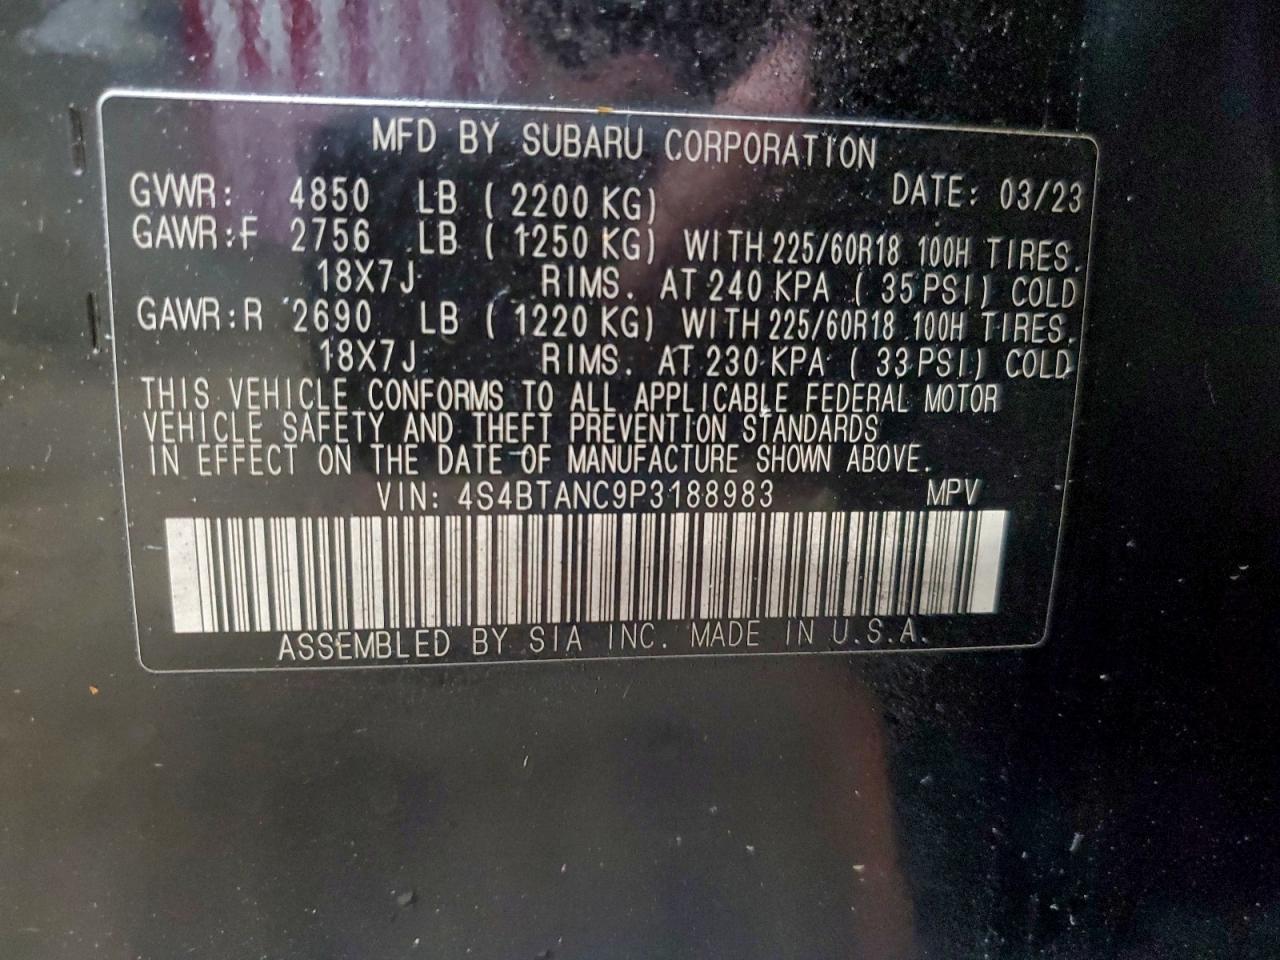 MFD BY SUBARU CORPORATION
GVWR: 4850 LB ( 2200 KG) DATE: 03/23
GAWR:F 2756 LB ( 1250 KG) WITH 225/60R18 100H TIRES.
18X7J RIMS. AT 240 KPA ( 35 PSI) COLD
GAWR:R 2690 LB ( 1220 KG) WITH 225/60R18 100H TIRES.
18X7J RIMS. AT 230 KPA ( 33 PSI) COLD
THIS VEHICLE CONFORMS TO ALL APPLICABLE FEDERAL MOTOR
VEHICLE SAFETY AND THEFT PREVENTION STANDARDS
IN EFFECT ON THE DATE OF MANUFACTURE SHOWN ABOVE.
VIN: 4S4BTANC9P3188983 MPV
ASSEMBLED BY SIA INC. MADE IN U.S.A.